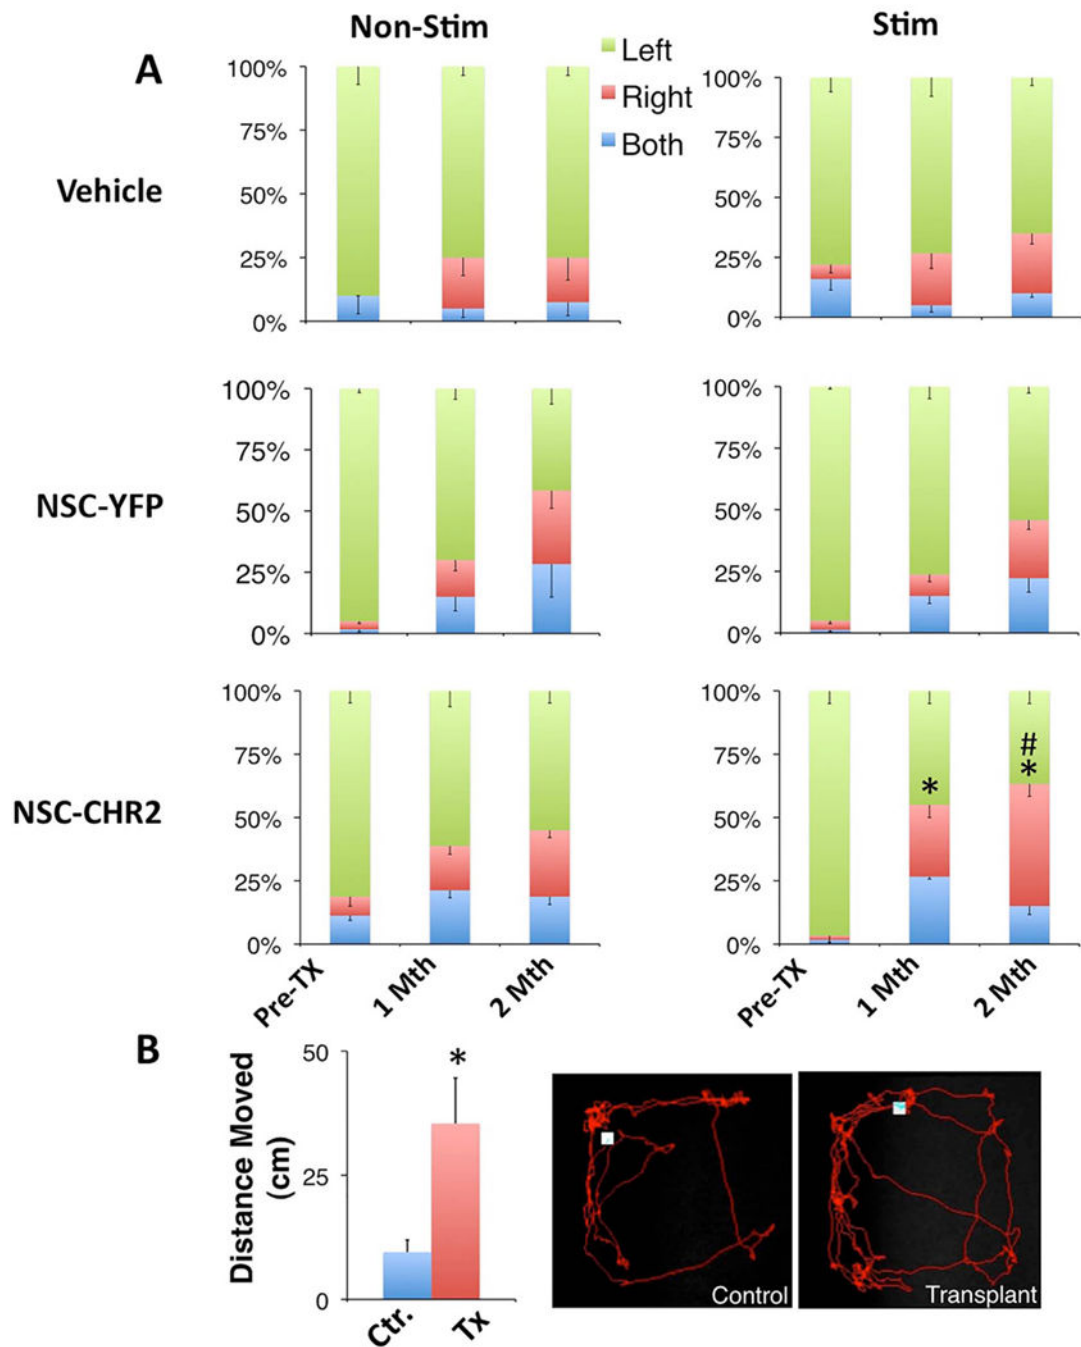 Non-Stim
Stim
A
Left
Right
Both
Vehicle
100%
75%
50%
25%
0%
100%
75%
50%
25%
0%
NSC-YFP
100%
75%
50%
25%
0%
100%
75%
50%
25%
0%
NSC-CHR2
100%
75%
50%
25%
0%
100%
75%
50%
25%
0%
*
#
*
Pre-TX
1 Mth
2 Mth
Pre-TX
1 Mth
2 Mth
B
Distance Moved
(cm)
50
25
0
*
Ctr.
Tx
Control
Transplant